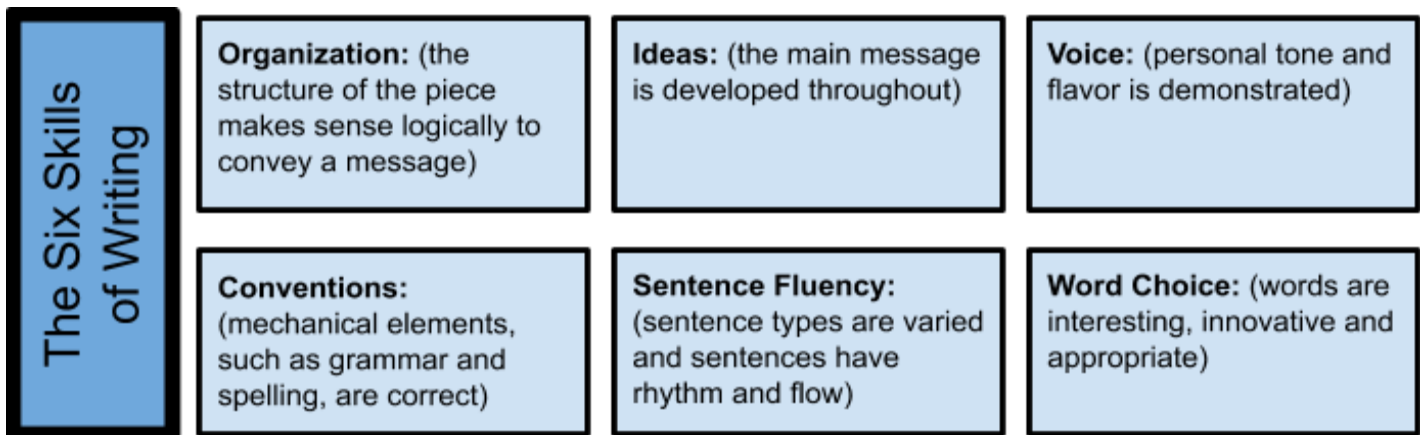 The Six Skills
of Writing
Organization: (the
structure of the piece
makes sense logically to
convey a message)
Ideas: (the main message
is developed throughout)
Voice: (personal tone and
flavor is demonstrated)
Conventions:
(mechanical elements,
such as grammar and
spelling, are correct)
Sentence Fluency:
(sentence types are varied
and sentences have
rhythm and flow)
Word Choice: (words are
interesting, innovative and
appropriate)